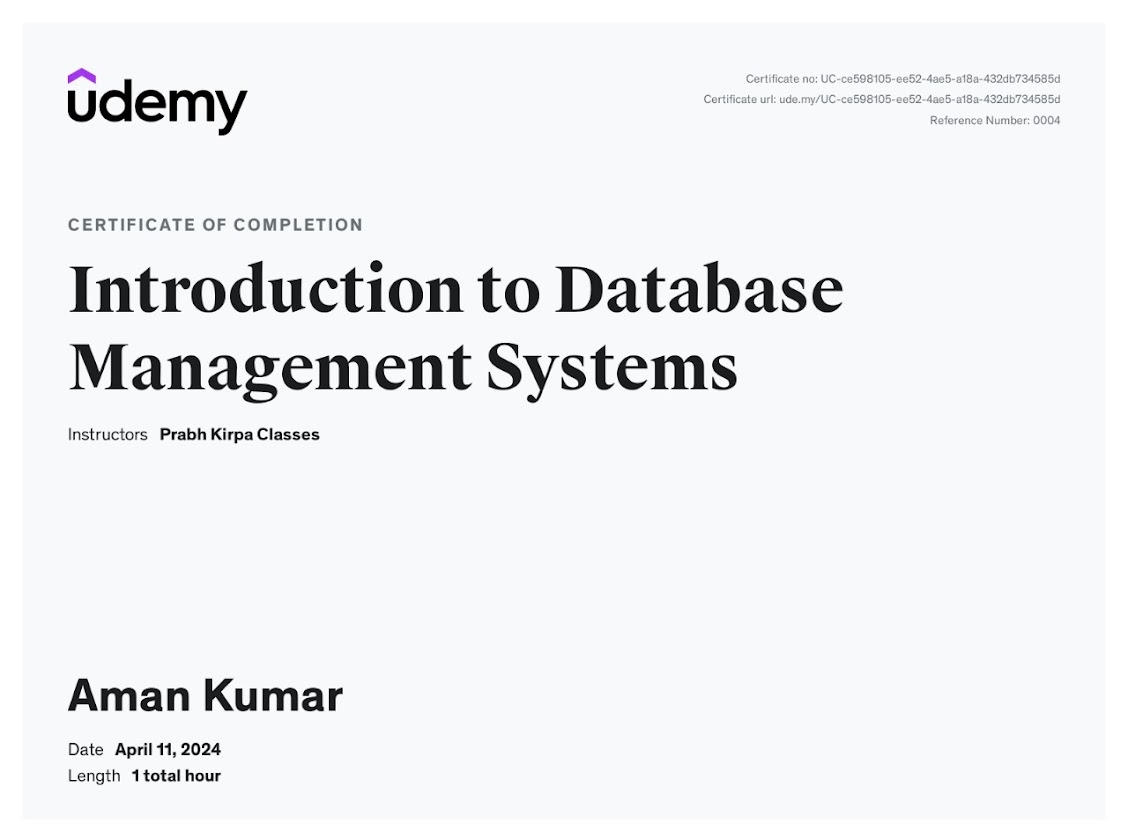 udemy
Certificate no: UC-ce598105-ee52-4ae5-a18a-432db734585d
Certificate url: ude.my/UC-ce598105-ee52-4ae5-a18a-432db734585d
Reference Number: 0004
CERTIFICATE OF COMPLETION
Introduction to Database
Management Systems
Instructors Prabh Kirpa Classes
Aman Kumar
Date April 11, 2024
Length 1 total hour